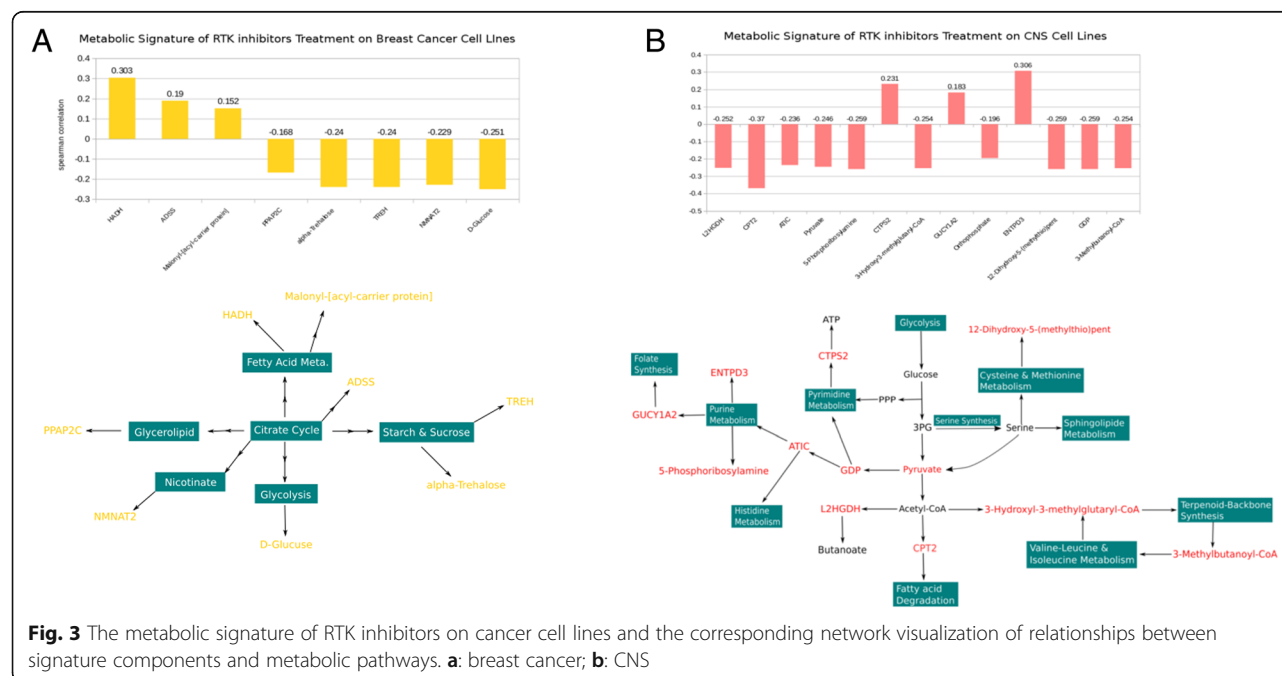 A
Metabolic Signature of RTK inhibitors Treatment on Breast Cancer Cell LInes
spearman correlation
0.4
0.3
0.2
0.1
0
-0.1
-0.2
-0.3
0.303
0.19
0.152
-0.168
-0.24
-0.24
-0.229
-0.251
HADH
ADSS
Malonyl-[acyl-carrier protein]
PPAP2C
alpha-Trehalose
TREH
NMNAT2
D-Glucose
Malonyl-[acyl-carrier protein]
HADH
Fetty Acid Meta.
ADSS
TREH
PPAP2C
Glycerolipid
Citrate Cycle
Starch & Sucrose
Nicotinate
Glycolysis
alpha-Trehalose
NMNAT2
D-Glucuse
B
Metabolic Signature of RTK inhibitors Treatment on CNS Cell Lines
0.4
0.3
0.2
0.1
0
-0.1
-0.2
-0.3
-0.4
-0.5
-0.252
-0.37
-0.236
-0.246
-0.259
0.231
-0.254
0.183
-0.196
0.306
-0.259
-0.259
-0.254
L2HGDH
CPT2
ATIC
Pyruvate
5-Phosphoribosylamine
CTPS2
3-Hydroxy-3-methylglutaryl-CoA
GUCY1A2
Orthophosphate
ENTPD3
12-Dihydroxy-5-(methylthio)pent
GDP
3-Methylbutanoyl-CoA
ATP
Glycolysis
12-Dihydroxy-5-(methylthio)pent
CTPS2
Folate
Synthesis
ENTPD3
Glucose
Cysteine & Methionine
Metabolism
Pyrimidine
Metabolism
PPP
GUCY1A2
Purine
Metabolism
3PG
Serine Synthesis
Serine
Sphingolipide
Metabolism
ATIC
5-Phosphoribosylamine
GDP
Pyruvate
Histidine
Metabolism
L2HGDH
Acetyl-CoA
3-Hydroxyl-3-methylglutaryl-CoA
Terpenoid-Backbone
Synthesis
Butanoate
CPT2
Valine-Leucine &
Isoleucine Metabolism
3-Methylbutanoyl-CoA
Fatty acid
Degradation
Fig. 3 The metabolic signature of RTK inhibitors on cancer cell lines and the corresponding network visualization of relationships between
signature components and metabolic pathways. a: breast cancer; b: CNS